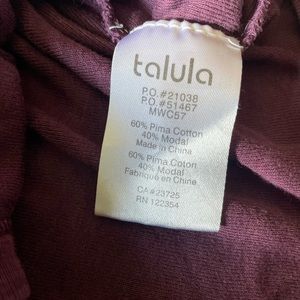 talula
P.O.#21038
P.O.#51467
MWC57
60% Pima Cotton
40% Modal
Made in China
60% Pima Coton
40% Modal
Fabriqué en China
CA#23725
RN 122354